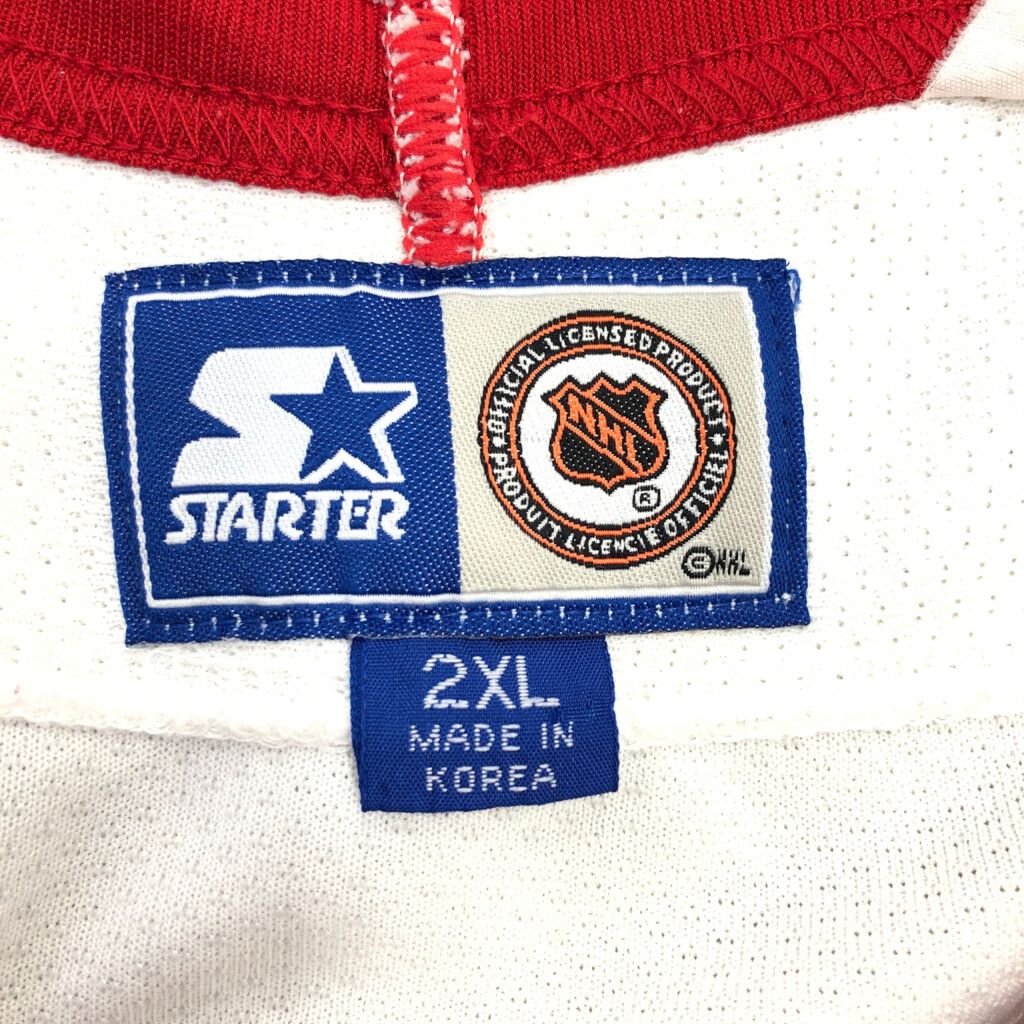 STARTER
OFFICIAL LICENSED PRODUCT
NHL
®
PRODUIT LICENCIE OFFICIEL
© NHL
2XL
MADE IN
KOREA